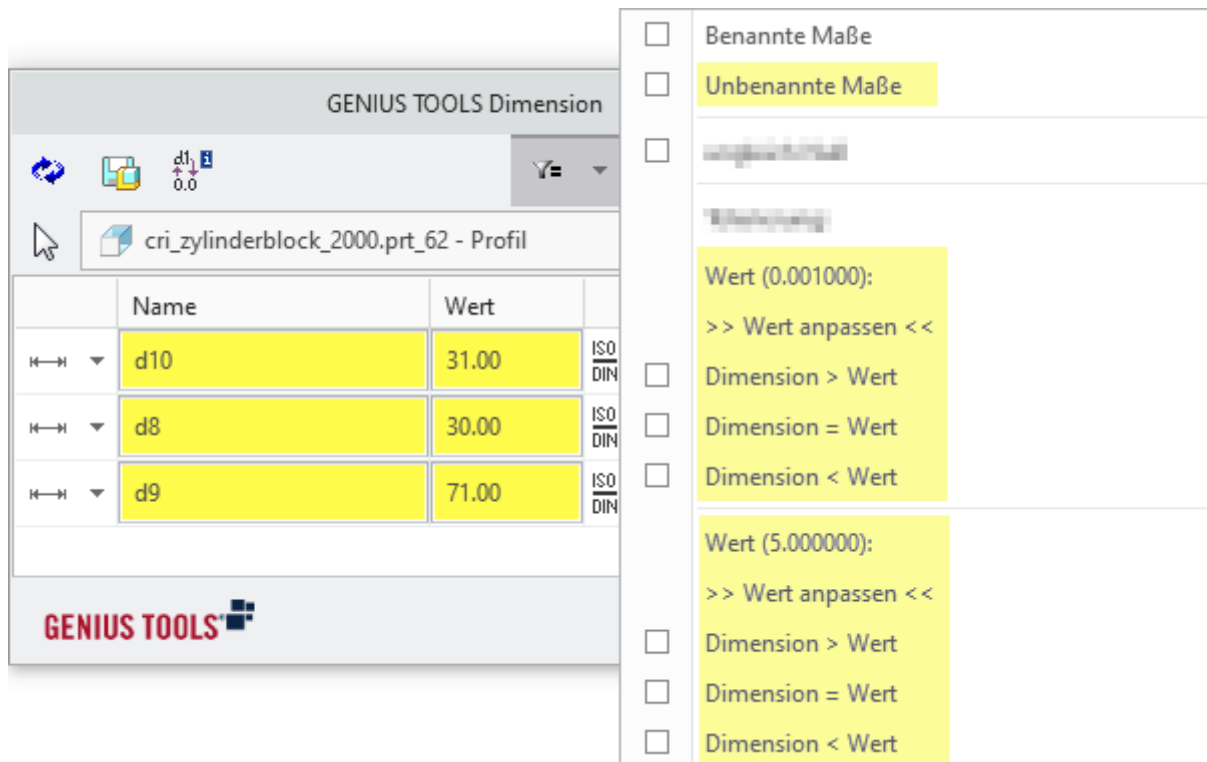 GENIUS TOOLS Dimension
d1
0.0
cri_zylinderblock_2000.prt_62 - Profil
Name Wert
d10 31.00 ISO DIN
d8 30.00 ISO DIN
d9 71.00 ISO DIN
GENIUS TOOLS
Benannte Maße
Unbenannte Maße
Wert (0.001000):
>> Wert anpassen <<
Dimension > Wert
Dimension = Wert
Dimension < Wert
Wert (5.000000):
>> Wert anpassen <<
Dimension > Wert
Dimension = Wert
Dimension < Wert